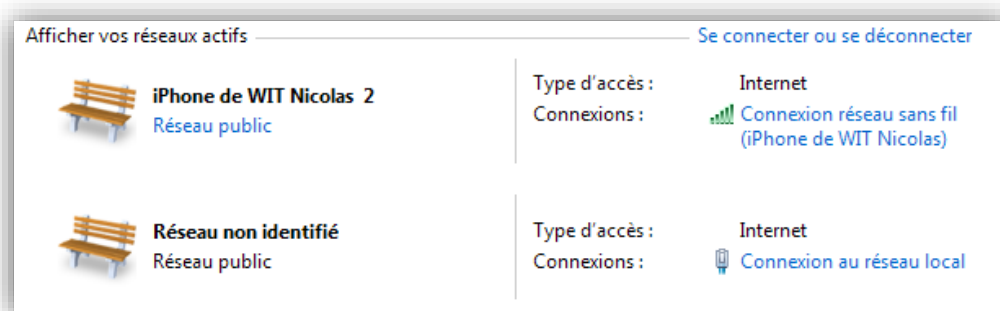 Afficher vos réseaux actifs Se connecter ou se déconnecter
iPhone de WIT Nicolas 2
Réseau public
Type d'accès : Internet
Connexions : Connexion réseau sans fil
(iPhone de WIT Nicolas)
Réseau non identifié
Réseau public
Type d'accès : Internet
Connexions : Connexion au réseau local